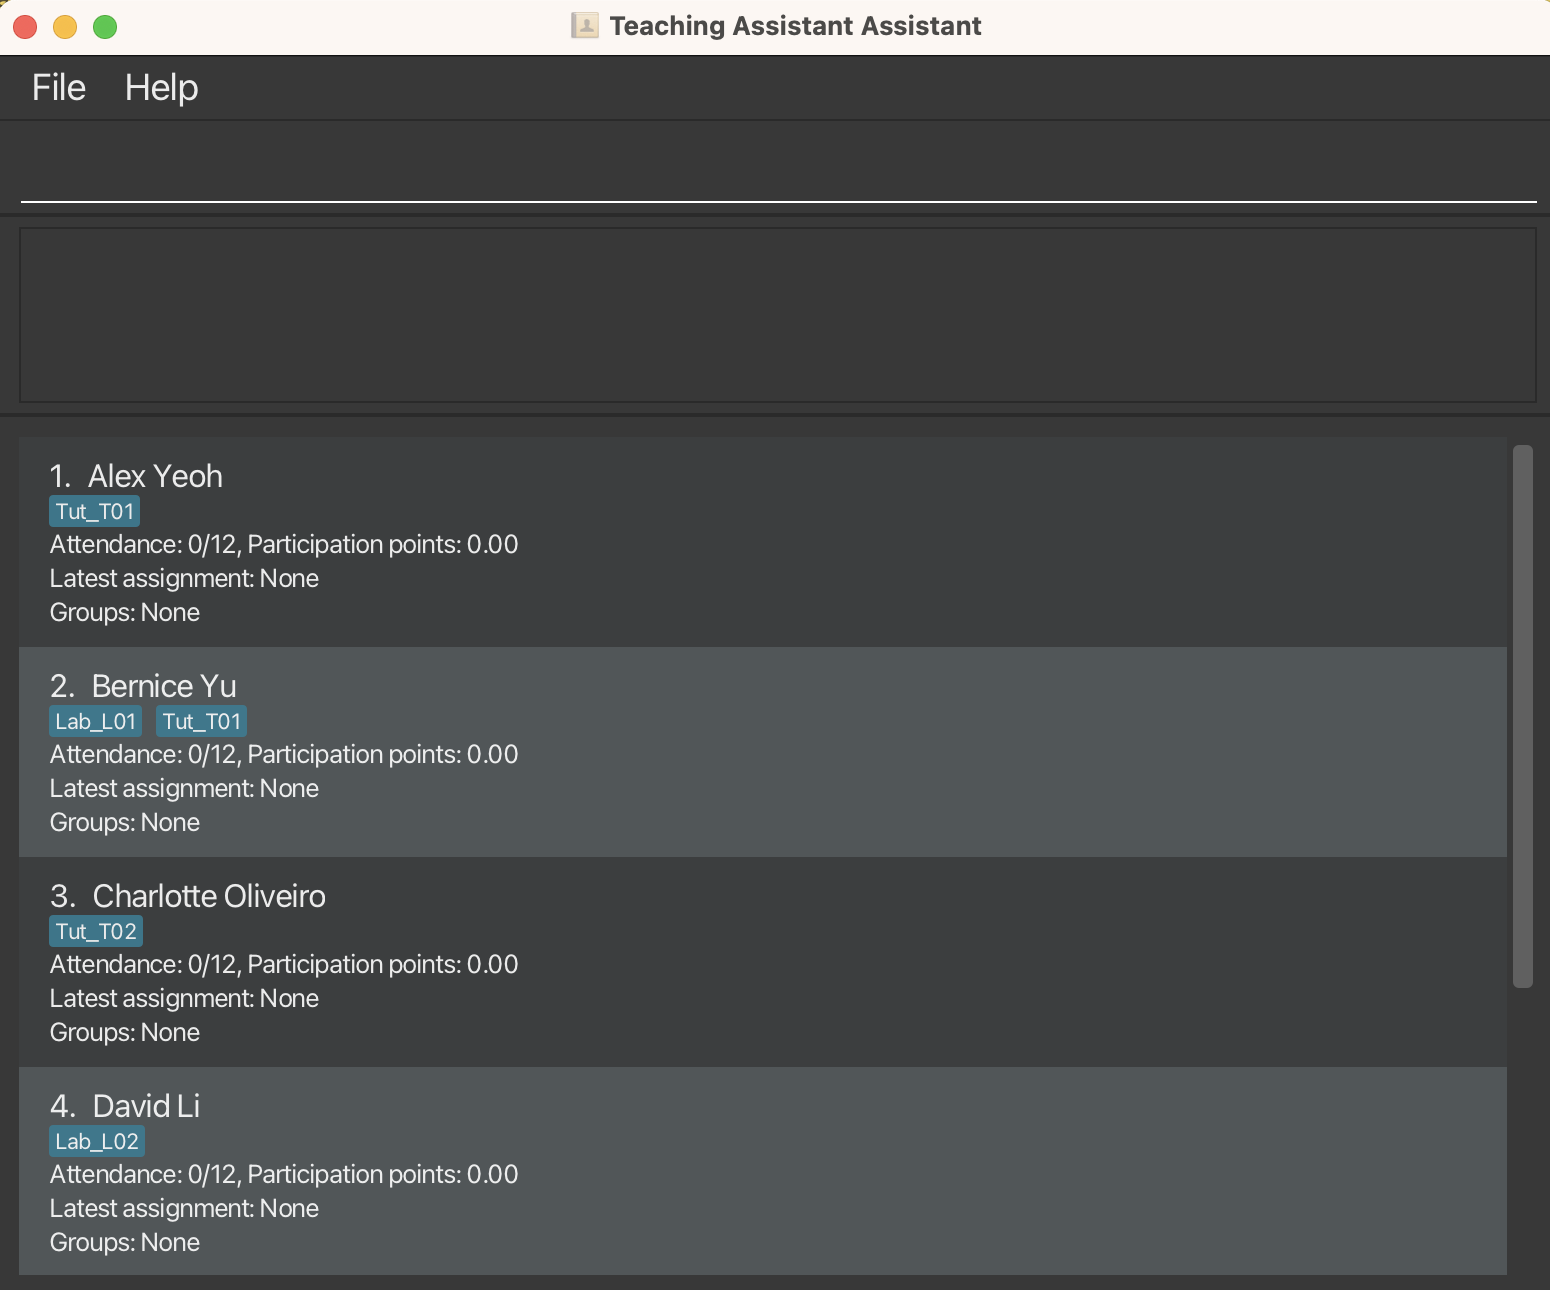 Teaching Assistant Assistant
File Help
1. Alex Yeoh
Tut_T01
Attendance: 0/12, Participation points: 0.00
Latest assignment: None
Groups: None
2. Bernice Yu
Lab_L01 Tut_T01
Attendance: 0/12, Participation points: 0.00
Latest assignment: None
Groups: None
3. Charlotte Oliveiro
Tut_T02
Attendance: 0/12, Participation points: 0.00
Latest assignment: None
Groups: None
4. David Li
Lab_L02
Attendance: 0/12, Participation points: 0.00
Latest assignment: None
Groups: None